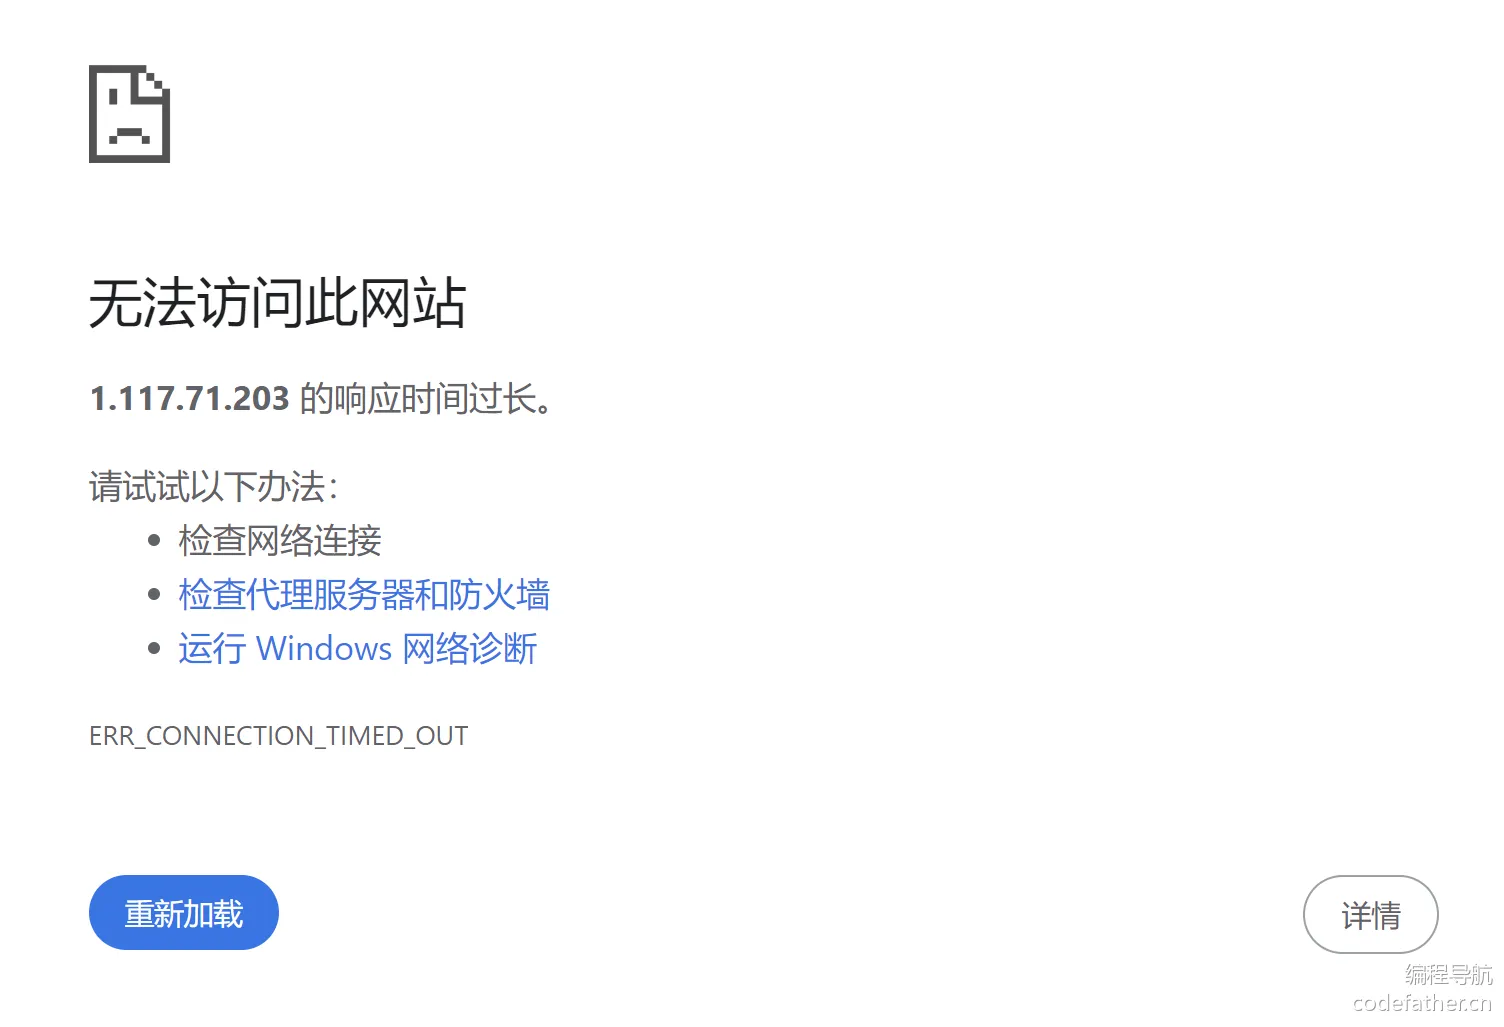 无法访问此网站
1.117.71.203 的响应时间过长。
请试试以下办法：
检查网络连接
检查代理服务器和防火墙
运行 Windows 网络诊断
ERR_CONNECTION_TIMED_OUT
重新加载
详情
编程导航
codefather.cn